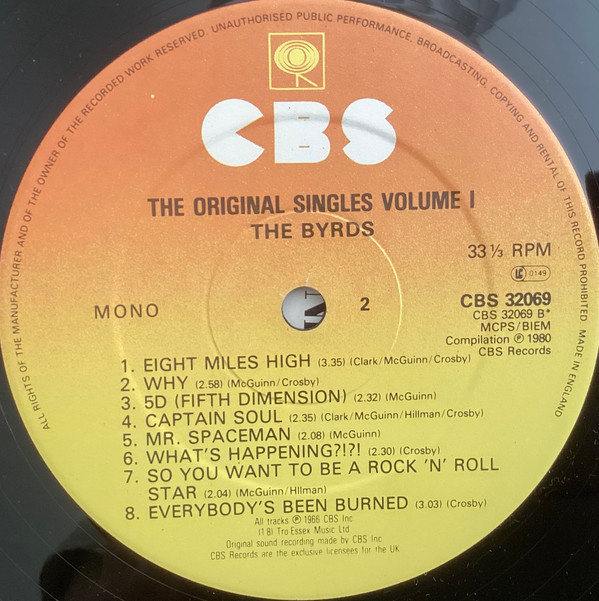 ALL RIGHTS OF THE MANUFACTURER AND OF THE OWNER OF THE RECORDED WORK RESERVED. UNAUTHORISED PUBLIC PERFORMANCE, BROADCASTING, COPYING AND RENTAL OF THIS RECORD PROHIBITED. MADE IN ENGLAND
CBS
THE ORIGINAL SINGLES VOLUME I
THE BYRDS
33 ⅓ RPM
LC 0149
MONO
2
CBS 32069
CBS 32069 B*
MCPS/BIEM
Compilation ℗ 1980
CBS Records
1. EIGHT MILES HIGH (3.35) (Clark/McGuinn/Crosby)
2. WHY (2.58) (McGuinn/Crosby)
3. 5D (FIFTH DIMENSION) (2.32) (McGuinn)
4. CAPTAIN SOUL (2.35) (Clark/McGuinn/Hillman/Crosby)
5. MR. SPACEMAN (2.08) (McGuinn)
6. WHAT'S HAPPENING?!?! (2.30) (Crosby)
7. SO YOU WANT TO BE A ROCK 'N' ROLL
STAR (2.04) (McGuinn/HIlman)
8. EVERYBODY'S BEEN BURNED (3.03) (Crosby)
All tracks ℗ 1966 CBS Inc.
(1 8) Tro Essex Music Ltd
Original sound recording made by CBS Inc
CBS Records are the exclusive licensees for the UK